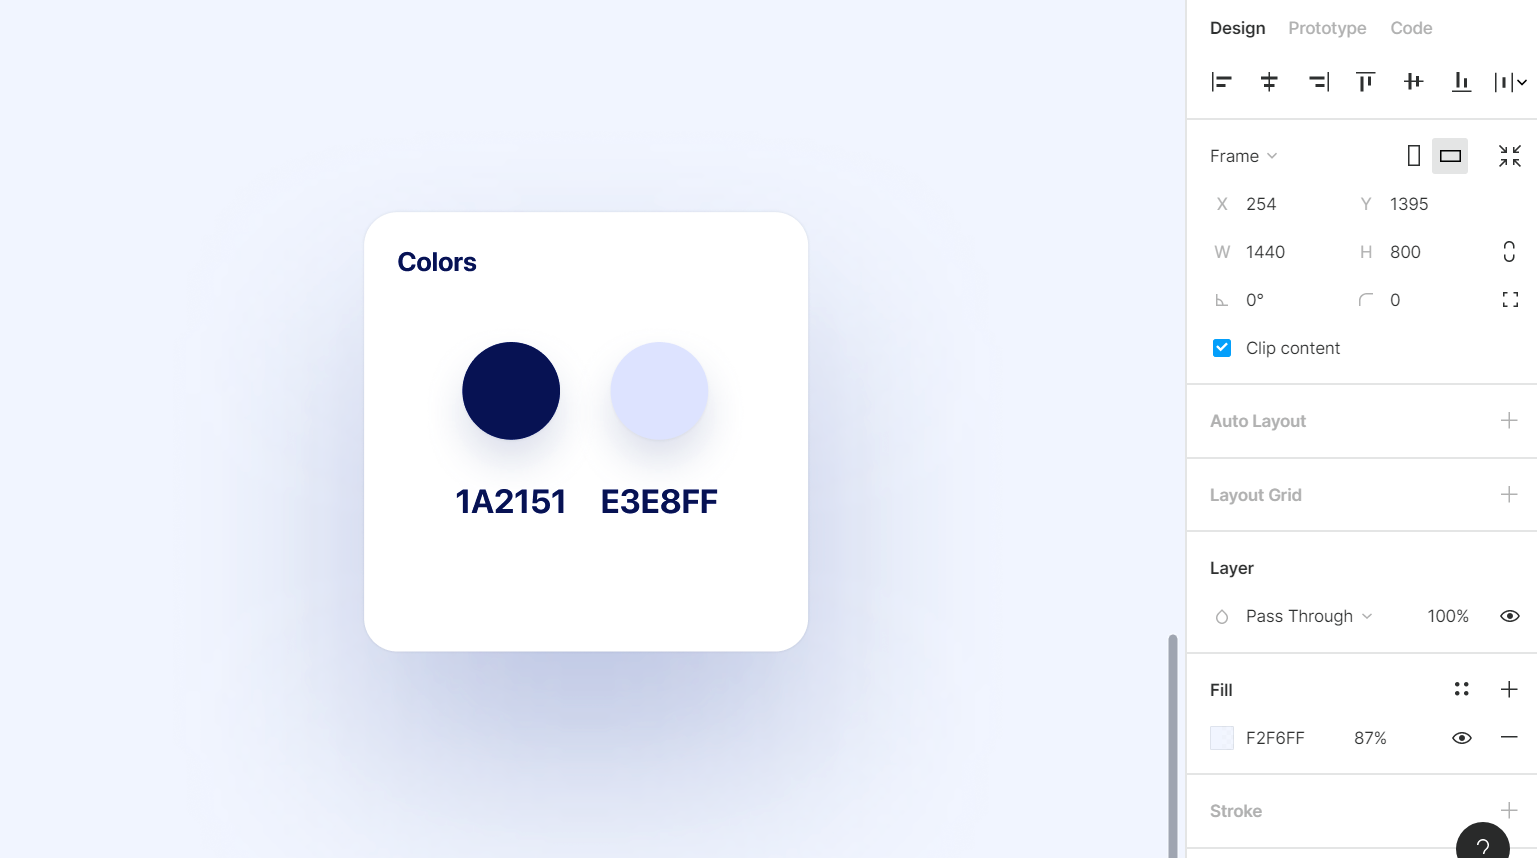 Colors
1A2151 E3E8FF
Design Prototype Code
Frame
X 254 Y 1395
W 1440 H 800
0° 0
Clip content
Auto Layout
Layout Grid
Layer
Pass Through 100%
Fill
F2F6FF 87%
Stroke
?